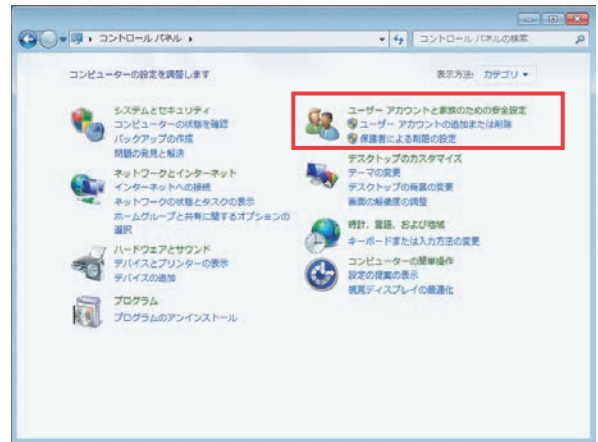 コントロール パネル
コントロール パネルの検索
コンピューターの設定を調整します
表示方法: カテゴリ
システムとセキュリティ
コンピューターの状態を確認
バックアップの作成
問題の発見と解決
ネットワークとインターネット
インターネットへの接続
ネットワークの状態とタスクの表示
ホームグループと共有に関するオプションの
選択
ハードウェアとサウンド
デバイスとプリンターの表示
デバイスの追加
プログラム
プログラムのアンインストール
ユーザー アカウントと家族のための安全設定
ユーザー アカウントの追加または削除
保護者による制限の設定
デスクトップのカスタマイズ
テーマの変更
デスクトップの背景の変更
画面の解像度の調整
時計、言語、および地域
キーボードまたは入力方法の変更
コンピューターの簡単操作
設定の提案の表示
視覚ディスプレイの最適化